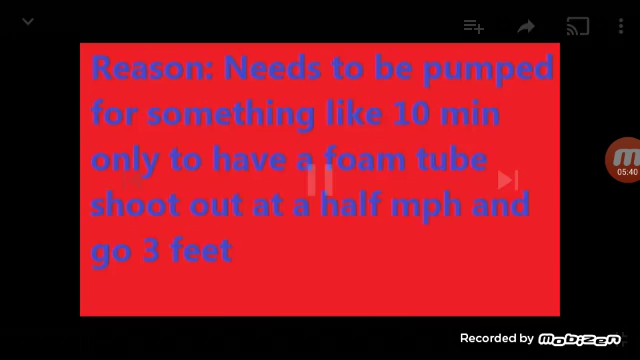 Reason: Needs to be pumped
for something like 10 min
only to have a foam tube
shoot out at a half mph and
go 3 feet
M
05:40
Recorded by mobizen